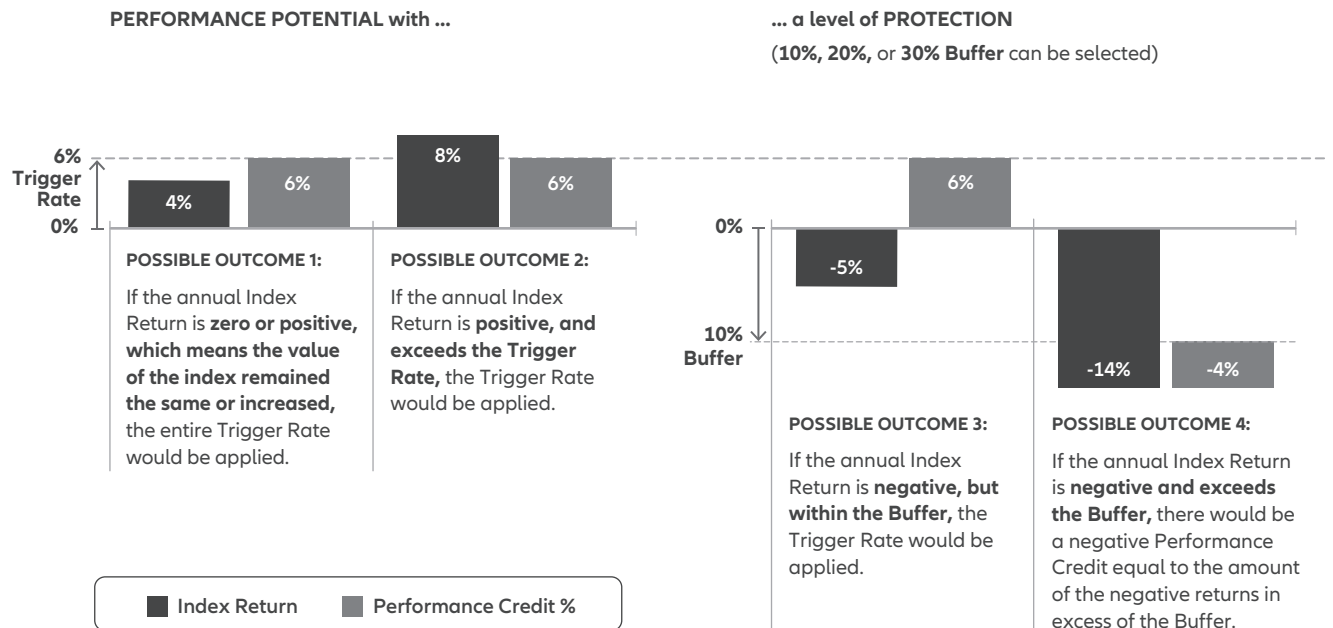 PERFORMANCE POTENTIAL with ...
... a level of PROTECTION
(10%, 20%, or 30% Buffer can be selected)
6%
Trigger
Rate
0%
4%
6%
8%
6%
POSSIBLE OUTCOME 1:
If the annual Index
Return is zero or positive,
which means the value
of the index remained
the same or increased,
the entire Trigger Rate
would be applied.
POSSIBLE OUTCOME 2:
If the annual Index
Return is positive, and
exceeds the Trigger
Rate, the Trigger Rate
would be applied.
0%
10%
Buffer
-5%
6%
-14%
-4%
POSSIBLE OUTCOME 3:
If the annual Index
Return is negative, but
within the Buffer, the
Trigger Rate would be
applied.
POSSIBLE OUTCOME 4:
If the annual Index Return
is negative and exceeds
the Buffer, there would be
a negative Performance
Credit equal to the amount
of the negative returns in
excess of the Buffer.
Index Return
Performance Credit %